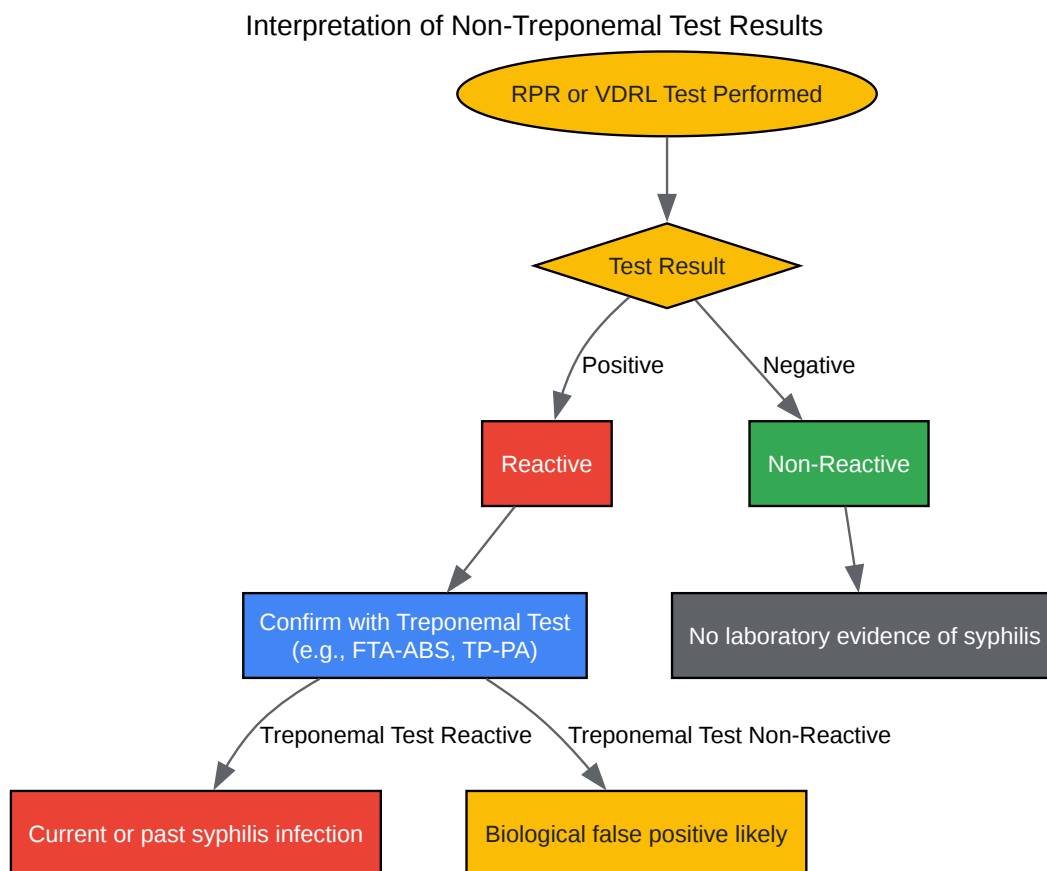 Interpretation of Non-Treponemal Test Results
RPR or VDRL Test Performed
Test Result
Positive
Negative
Reactive
Non-Reactive
Confirm with Treponemal Test
(e.g., FTA-ABS, TP-PA)
No laboratory evidence of syphilis
Treponemal Test Reactive
Treponemal Test Non-Reactive
Current or past syphilis infection
Biological false positive likely